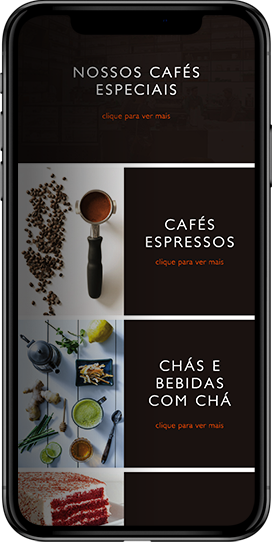 NOSSOS CAFÉS
ESPECIAIS
clique para ver mais
CAFÉS
ESPRESSOS
clique para ver mais
CHÁS E
BEBIDAS
COM CHÁ
clique para ver mais